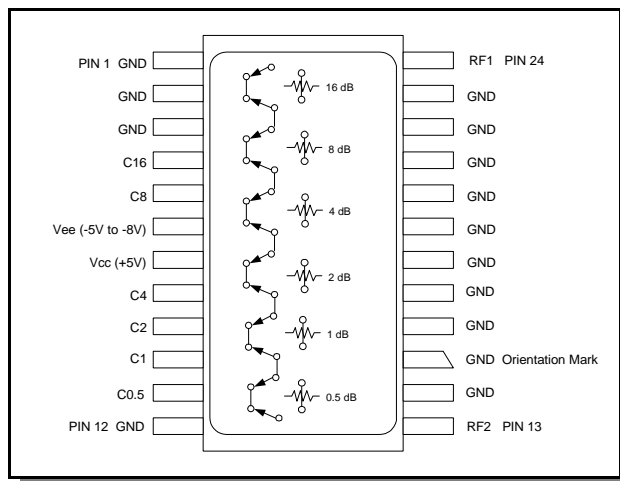 PIN 1 GND
GND
GND
C16
C8
Vee (-5V to -8V)
Vcc (+5V)
C4
C2
C1
C0.5
PIN 12 GND
16 dB
8 dB
4 dB
2 dB
1 dB
0.5 dB
RF1 PIN 24
GND
GND
GND
GND
GND
GND
GND
GND
GND Orientation Mark
GND
RF2 PIN 13